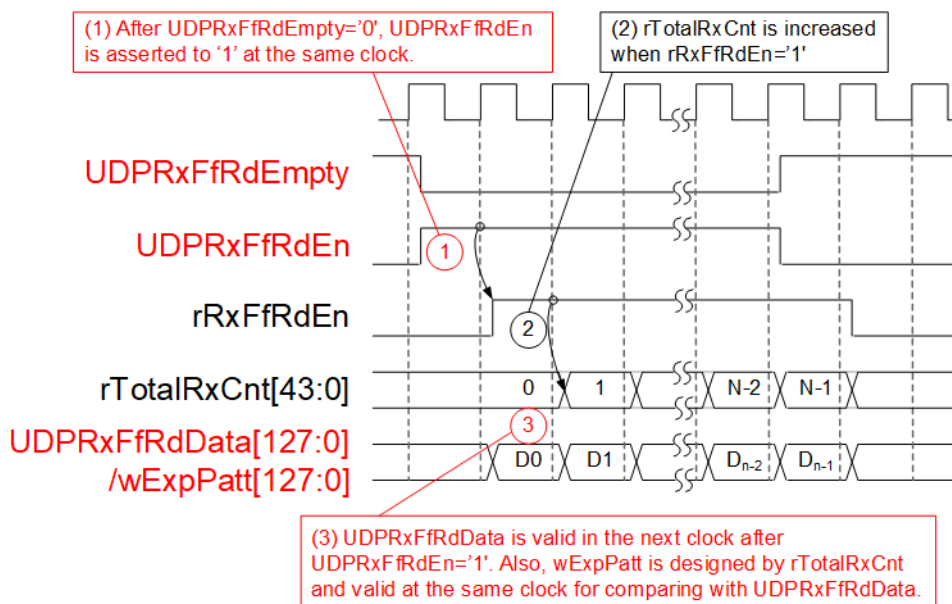 (1) After UDPRxFfRdEmpty=’0’, UDPRxFfRdEn
is asserted to ‘1’ at the same clock.
(2) rTotalRxCnt is increased
when rRxFfRdEn=’1'
UDPRxFfRdEmpty
UDPRxFfRdEn
1
rRxFfRdEn
2
rTotalRxCnt[43:0]
0 1 N-2 N-1
3
UDPRxFfRdData[127:0]
/wExpPatt[127:0]
D0 D1 Dn-2 Dn-1
(3) UDPRxFfRdData is valid in the next clock after
UDPRxFfRdEn=’1'. Also, wExpPatt is designed by rTotalRxCnt
and valid at the same clock for comparing with UDPRxFfRdData.